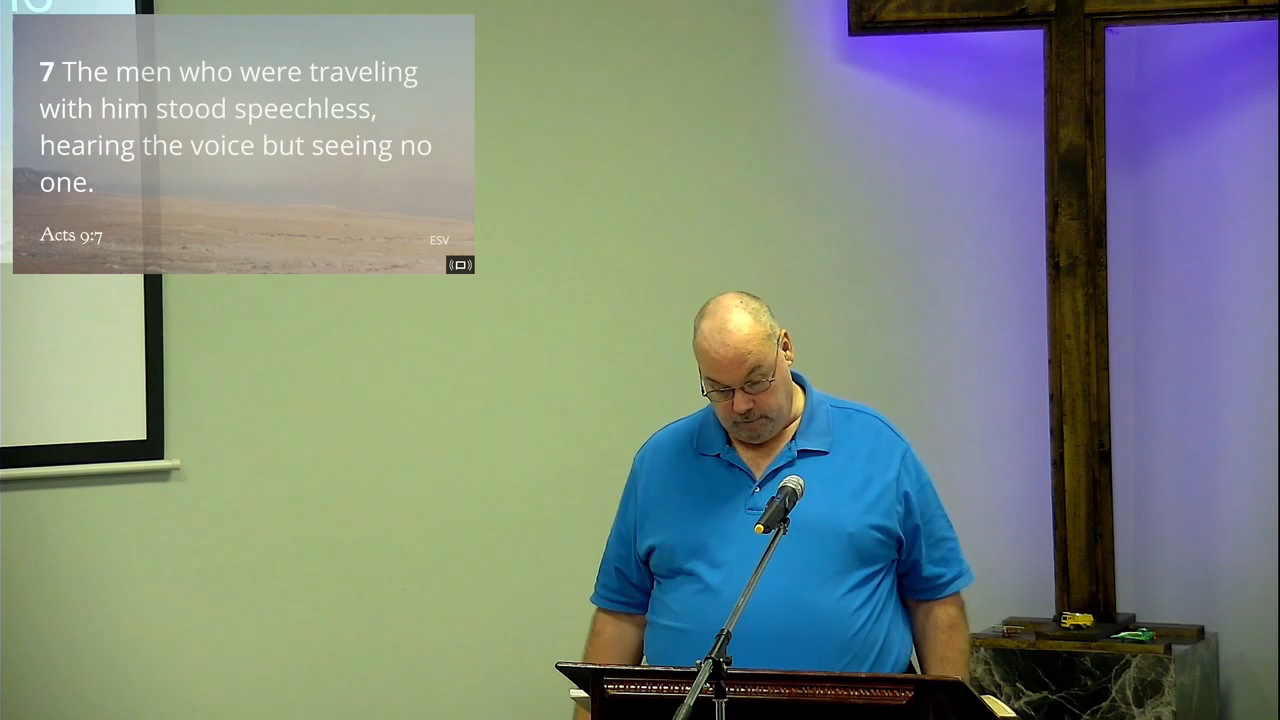 7 The men who were traveling
with him stood speechless,
hearing the voice but seeing no
one.
Acts 9:7
ESV